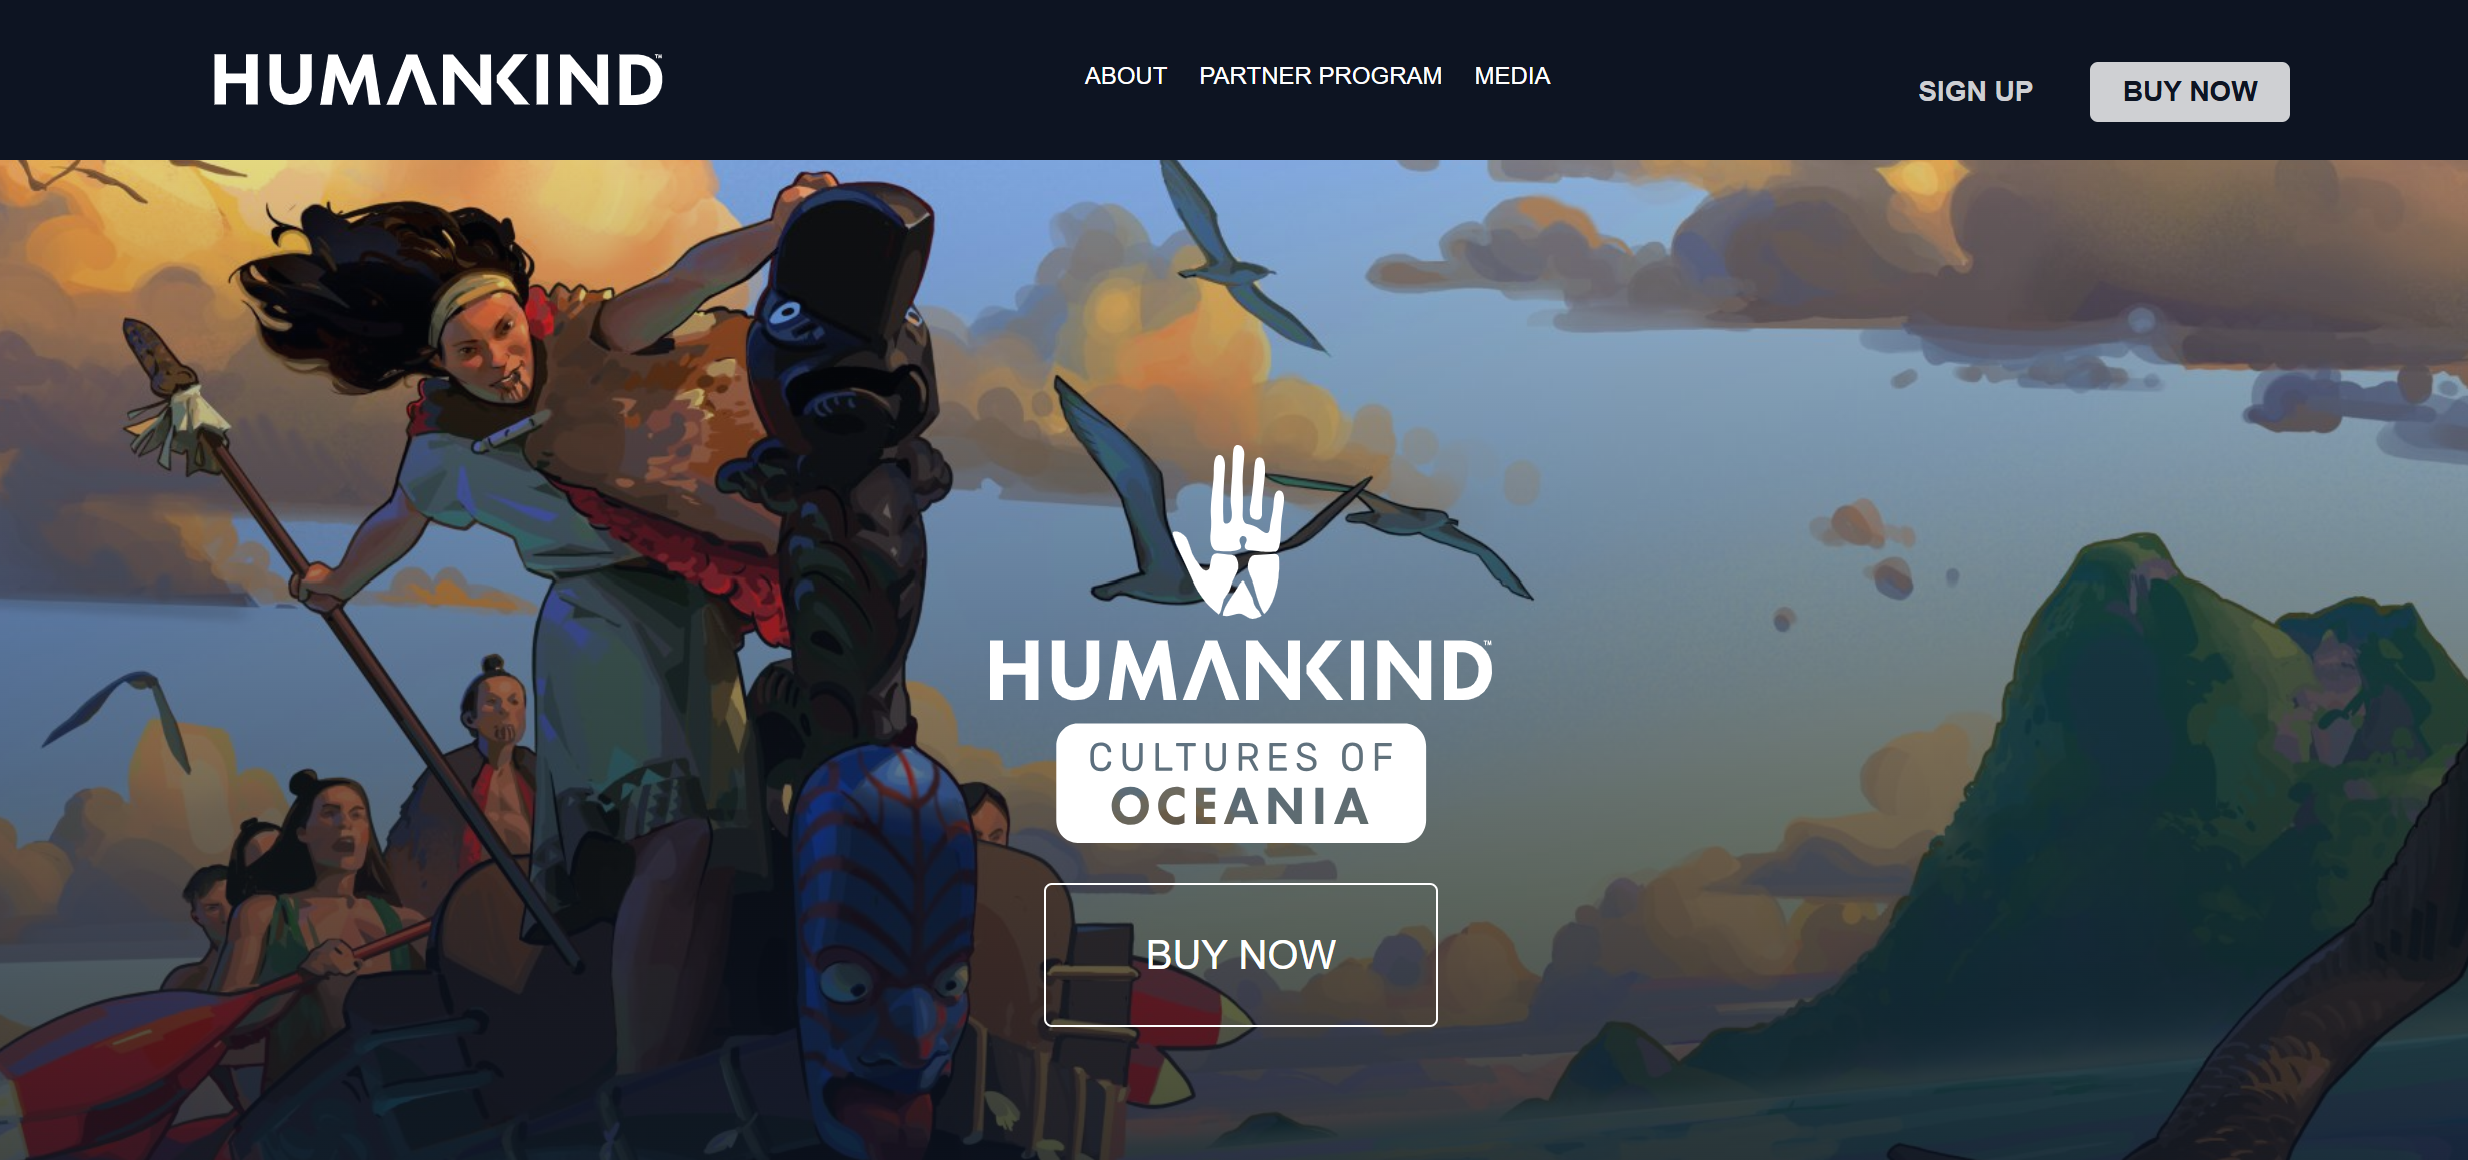 HUMANKIND™
ABOUT PARTNER PROGRAM MEDIA
SIGN UP
BUY NOW
HUMANKIND™
CULTURES OF
OCEANIA
BUY NOW